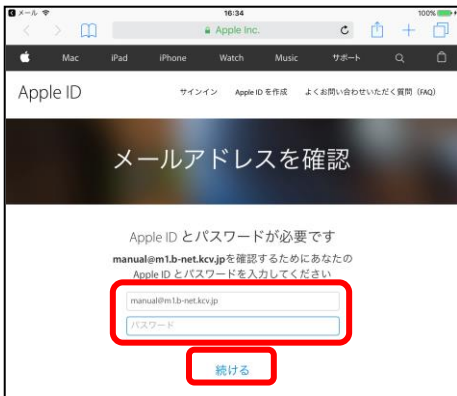 メール 16:34 100%
Apple Inc.
Mac iPad iPhone Watch Music サポート
Apple ID サインイン Apple ID を作成 よくお問い合わせいただく質問（FAQ）
メールアドレスを確認
Apple ID とパスワードが必要です
manual@m1.b-net.kcv.jpを確認するためにあなたの
Apple ID とパスワードを入力してください
manual@m1.b-net.kcv.jp
パスワード
続ける